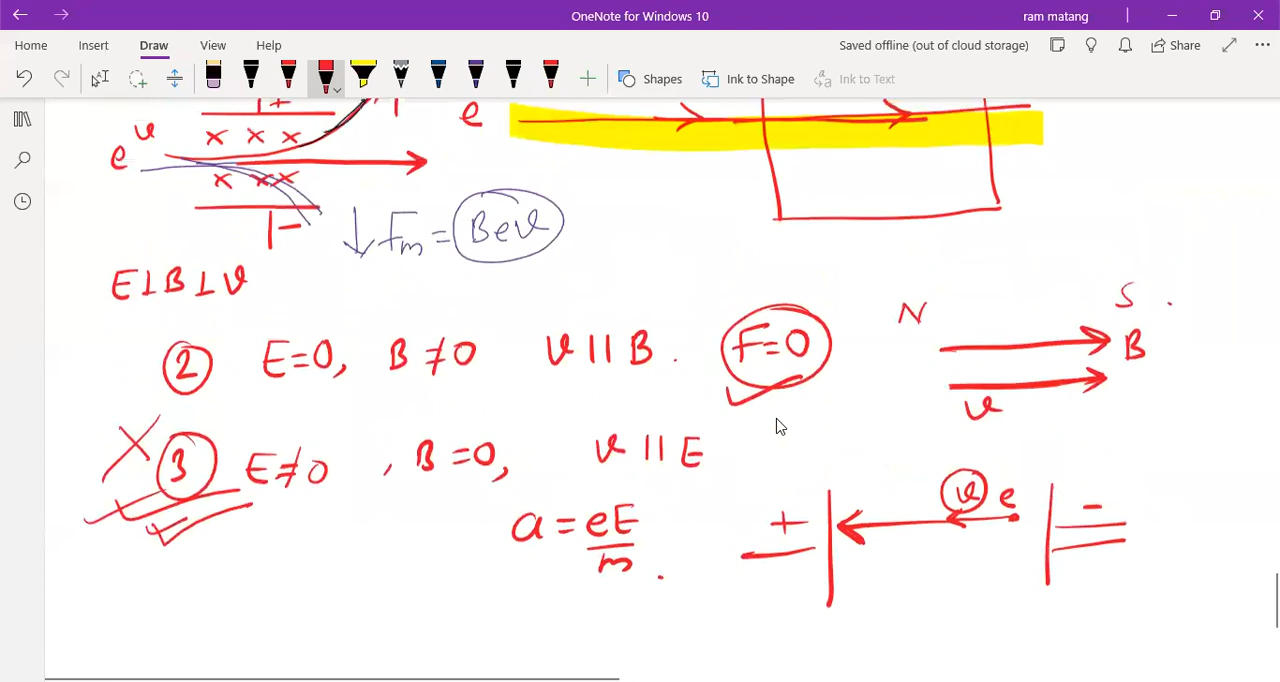 OneNote for Windows 10
ram matang
Home Insert Draw View Help
Saved offline (out of cloud storage)
Share
Shapes
Ink to Shape
Ink to Text
+
e v
x x x
x x x
-
e
↓ Fm = Bev
E⊥B⊥v
② E=0, B≠0 v || B. F=0
N S .
B
v
③ E≠0 , B=0, v || E
a = eE/m .
+ v e -